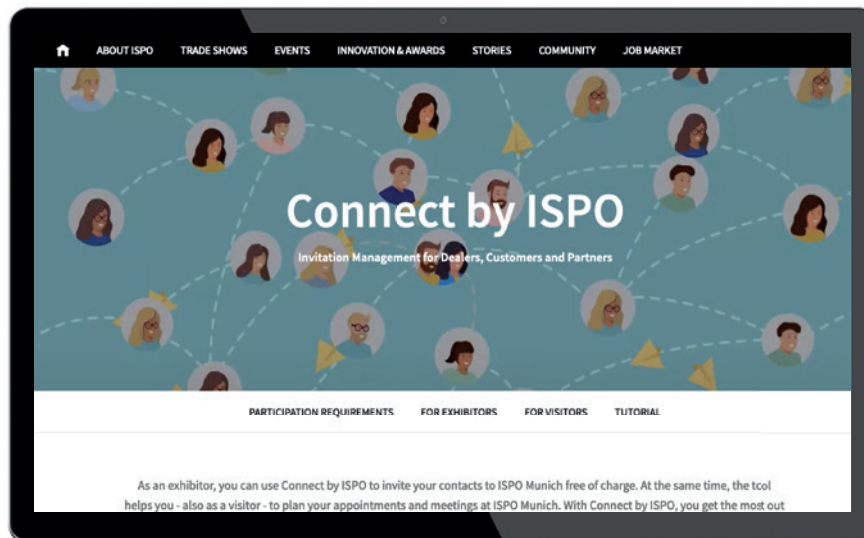 ABOUT ISPO TRADE SHOWS EVENTS INNOVATION & AWARDS STORIES COMMUNITY JOB MARKET
Connect by ISPO
Invitation Management for Dealers, Customers and Partners
PARTICIPATION REQUIREMENTS FOR EXHIBITORS FOR VISITORS TUTORIAL
As an exhibitor, you can use Connect by ISPO to invite your contacts to ISPO Munich free of charge. At the same time, the tool
helps you - also as a visitor - to plan your appointments and meetings at ISPO Munich. With Connect by ISPO, you get the most out